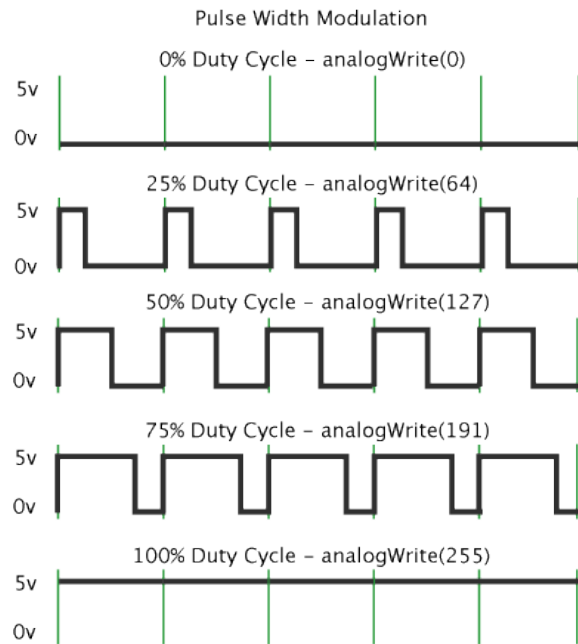 Pulse Width Modulation
0% Duty Cycle – analogWrite(0)
5v
0v
25% Duty Cycle – analogWrite(64)
5v
0v
50% Duty Cycle – analogWrite(127)
5v
0v
75% Duty Cycle – analogWrite(191)
5v
0v
100% Duty Cycle – analogWrite(255)
5v
0v